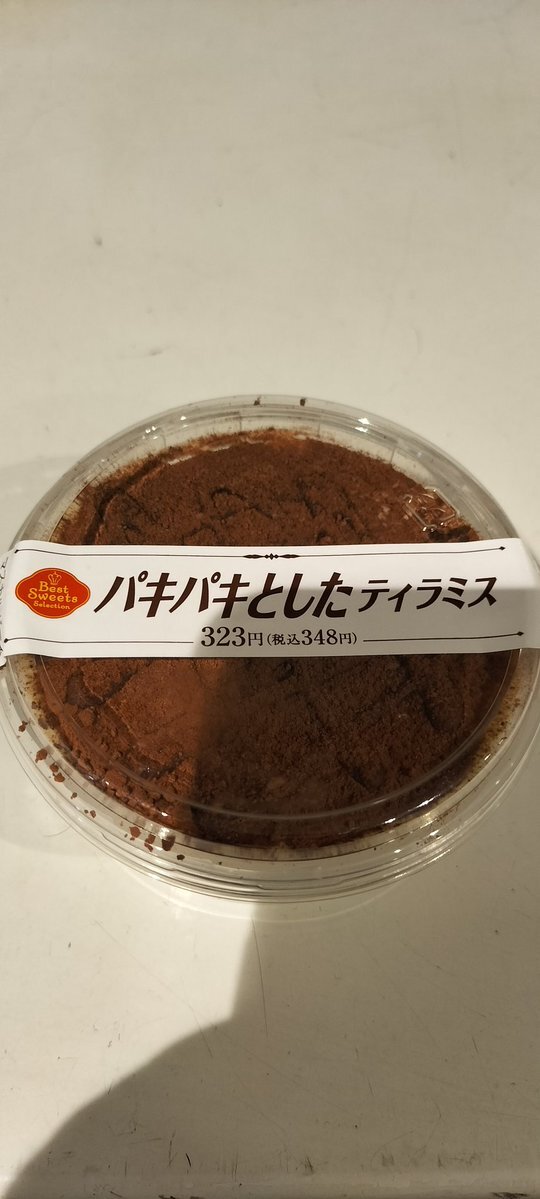 Best
Sweets
Selection
パキパキとしたティラミス
323円(税込348円)